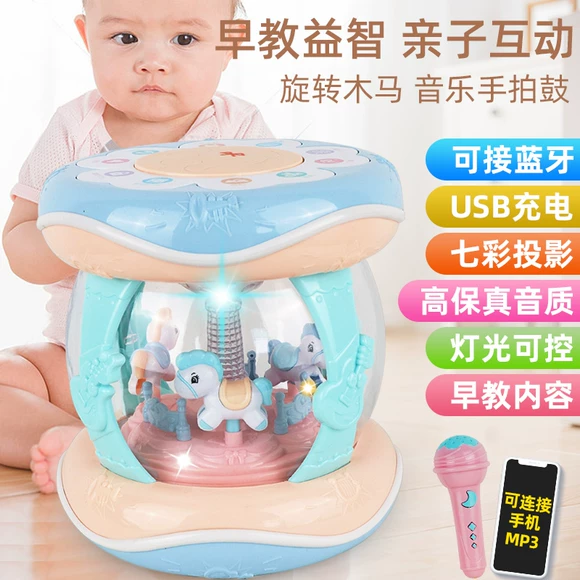 早教益智 亲子互动
旋转木马 音乐手拍鼓
可接蓝牙
USB充电
七彩投影
高保真音质
灯光可控
早教内容
可连接
手机
MP3